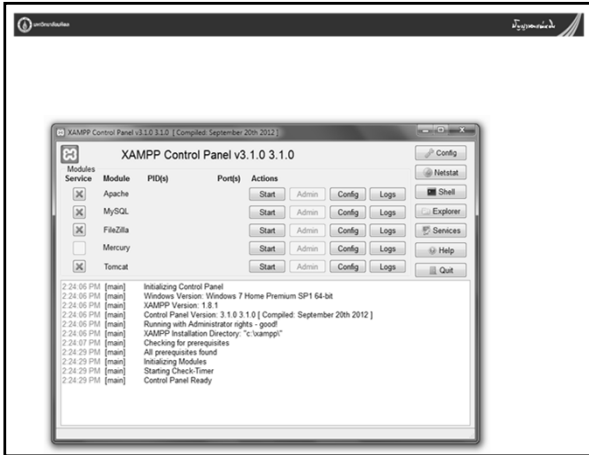 XAMPP Control Panel v3.1.0 3.1.0 [ Compiled: September 20th 2012 ]
XAMPP Control Panel v3.1.0 3.1.0
Config
Modules
Service Module PID(s) Port(s) Actions
Netstat
Apache Start Admin Config Logs
Shell
MySQL Start Admin Config Logs
Explorer
FileZilla Start Admin Config Logs
Services
Mercury Start Admin Config Logs
Help
Tomcat Start Admin Config Logs
Quit
2:24:06 PM [main] Initializing Control Panel
2:24:06 PM [main] Windows Version: Windows 7 Home Premium SP1 64-bit
2:24:06 PM [main] XAMPP Version: 1.8.1
2:24:06 PM [main] Control Panel Version: 3.1.0 3.1.0 [ Compiled: September 20th 2012 ]
2:24:06 PM [main] Running with Administrator rights - good!
2:24:06 PM [main] XAMPP Installation Directory: "c:\xampp\"
2:24:07 PM [main] Checking for prerequisites
2:24:29 PM [main] All prerequisites found
2:24:29 PM [main] Initializing Modules
2:24:29 PM [main] Starting Check-Timer
2:24:29 PM [main] Control Panel Ready